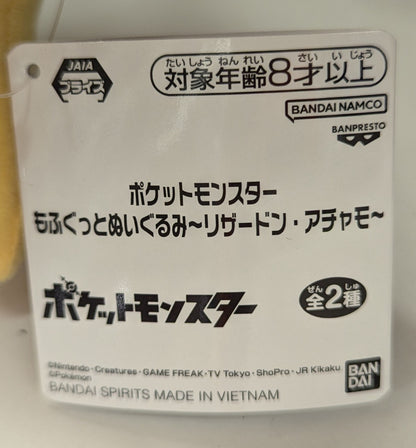 JAIA
プライズ
たいしょう ねん れい さい い じょう
対象年齢8才以上
BANDAI NAMCO
BANPRESTO
ポケットモンスター
もふぐっとぬいぐるみ~リザードン・アチャモ~
ポケットモンスター
ぜん しゅ
全2種
©Nintendo・Creatures・GAME FREAK・TV Tokyo・ShoPro・JR Kikaku
©Pokémon
BANDAI SPIRITS MADE IN VIETNAM
BAN
DAI